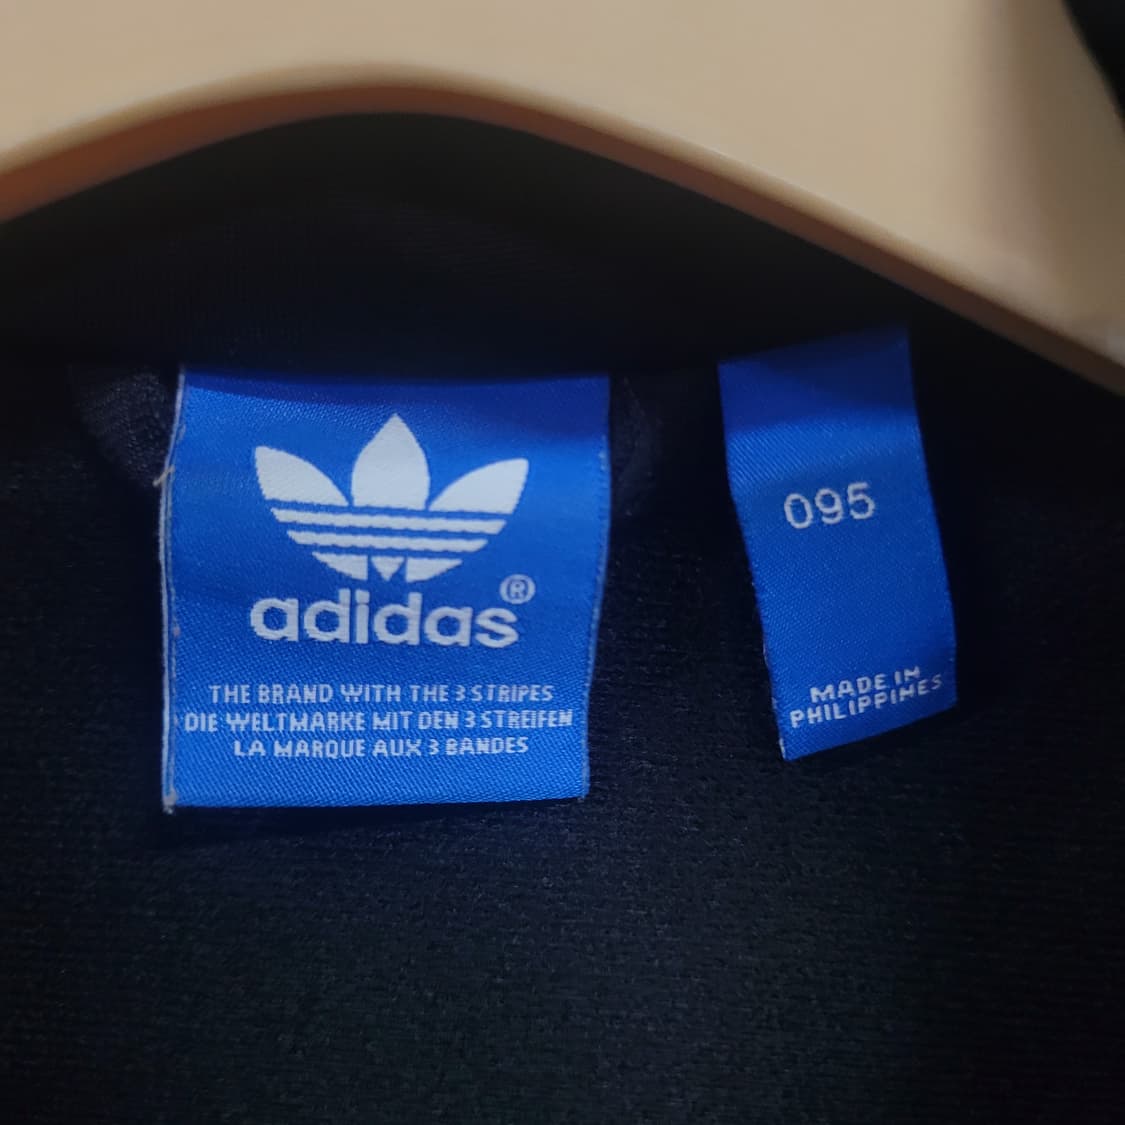 adidas®
THE BRAND WITH THE 3 STRIPES
DIE WELTMARKE MIT DEN 3 STREIFEN
LA MARQUE AUX 3 BANDES
095
MADE IN
PHILIPPINES